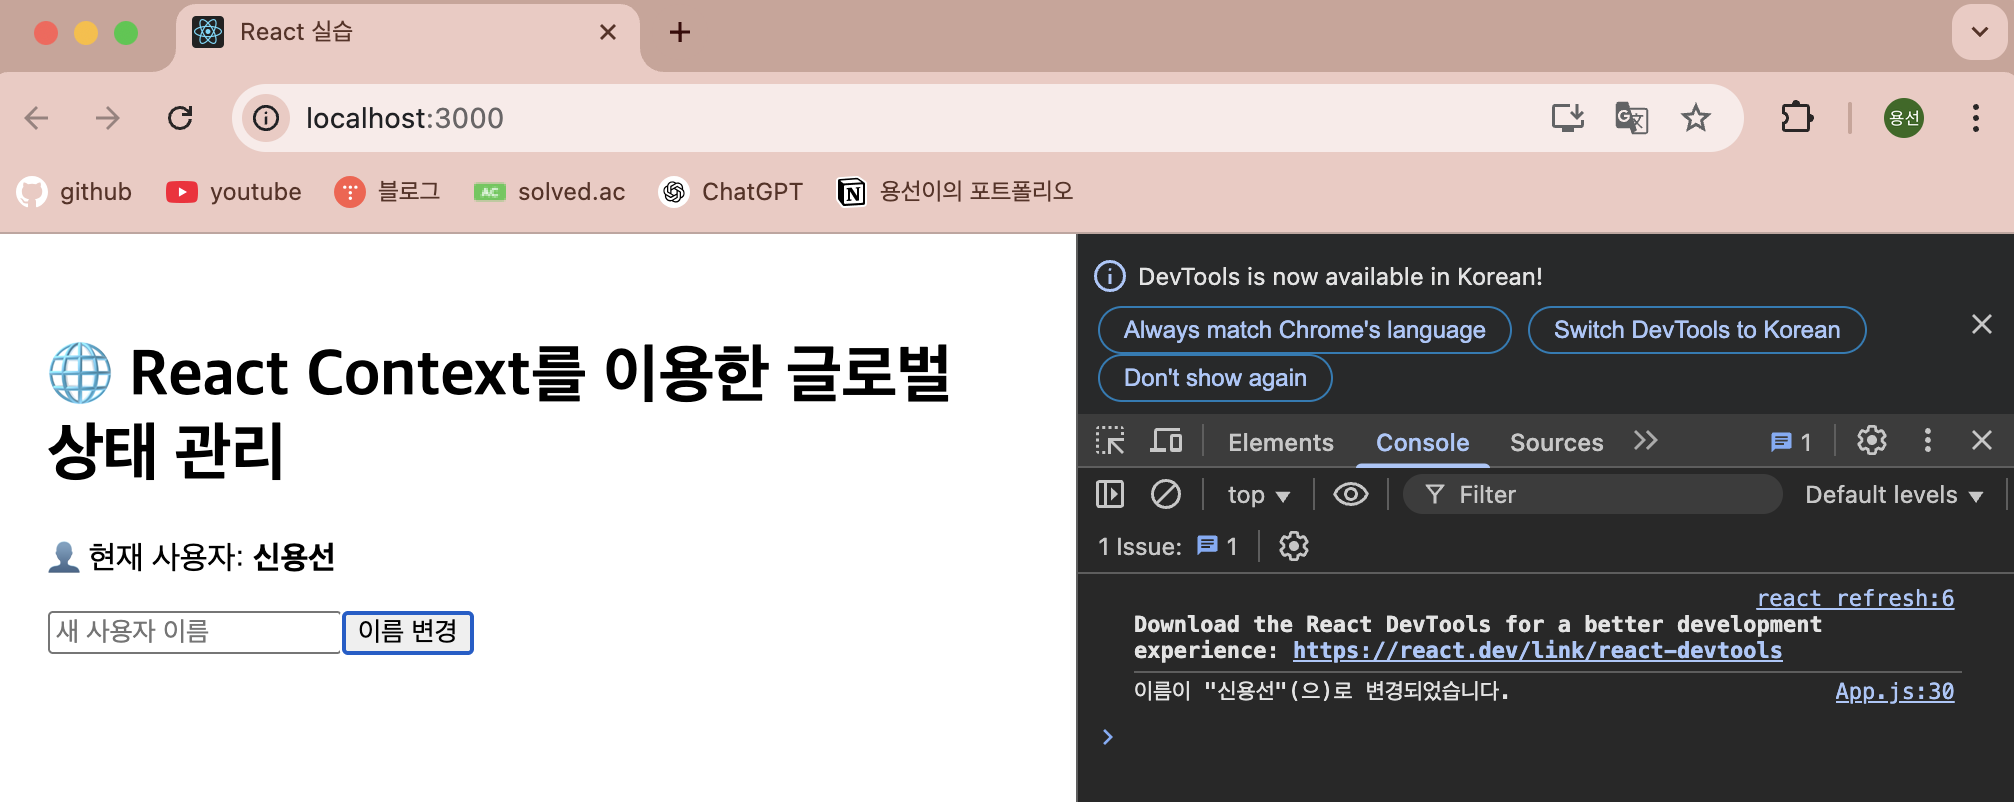 React 실습
localhost:3000
용선
github
youtube
블로그
AC
solved.ac
ChatGPT
용선이의 포트폴리오
🌐 React Context를 이용한 글로벌
상태 관리
👤 현재 사용자: 신용선
새 사용자 이름
이름 변경
DevTools is now available in Korean!
Always match Chrome's language
Switch DevTools to Korean
Don't show again
Elements
Console
Sources
1
top
Filter
Default levels
1 Issue:
1
react refresh:6
Download the React DevTools for a better development
experience: https://react.dev/link/react-devtools
이름이 "신용선"(으)로 변경되었습니다.
App.js:30